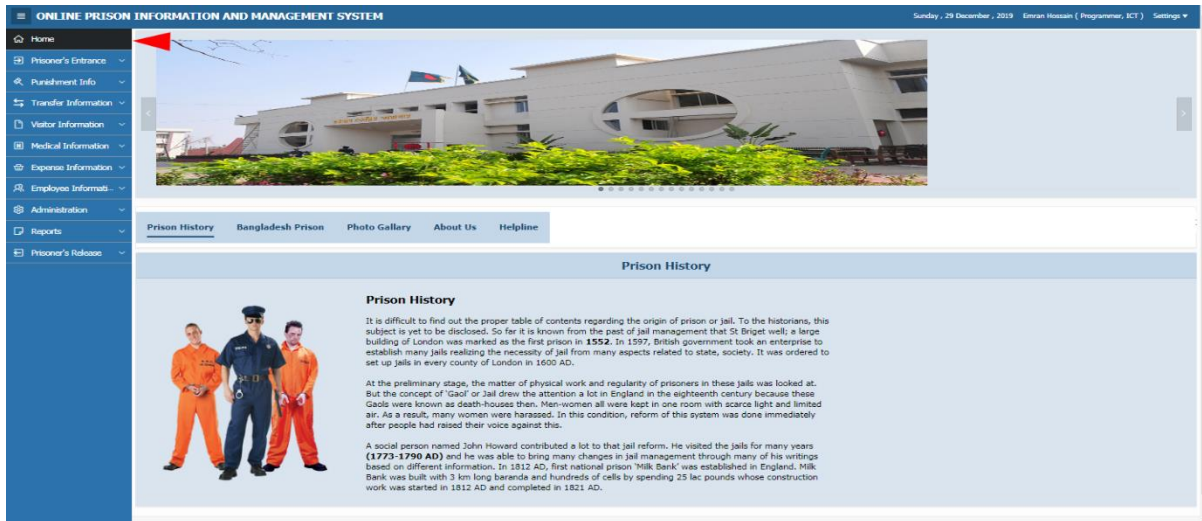 ONLINE PRISON INFORMATION AND MANAGEMENT SYSTEM
Sunday , 29 December , 2019 Emran Hossain ( Programmer, ICT ) Settings
Home
Prisoner's Entrance
Punishment Info
Transfer Information
Visitor Information
Medical Information
Expense Information
Employee Informati...
Administration
Reports
Prisoner's Release
Prison History Bangladesh Prison Photo Gallary About Us Helpline
Prison History
Prison History
It is difficult to find out the proper table of contents regarding the origin of prison or jail. To the historians, this
subject is yet to be disclosed. So far it is known from the past of jail management that St Briget well; a large
building of London was marked as the first prison in 1552. In 1597, British government took an enterprise to
establish many jails realizing the necessity of jail from many aspects related to state, society. It was ordered to
set up jails in every county of London in 1600 AD.
At the preliminary stage, the matter of physical work and regularity of prisoners in these jails was looked at.
But the concept of 'Gaol' or Jail drew the attention a lot in England in the eighteenth century because these
Gaols were known as death-houses then. Men-women all were kept in one room with scarce light and limited
air. As a result, many women were harassed. In this condition, reform of this system was done immediately
after people had raised their voice against this.
A social person named John Howard contributed a lot to that jail reform. He visited the jails for many years
(1773-1790 AD) and he was able to bring many changes in jail management through many of his writings
based on different information. In 1812 AD, first national prison 'Milk Bank' was established in England. Milk
Bank was built with 3 km long baranda and hundreds of cells by spending 25 lac pounds whose construction
work was started in 1812 AD and completed in 1821 AD.